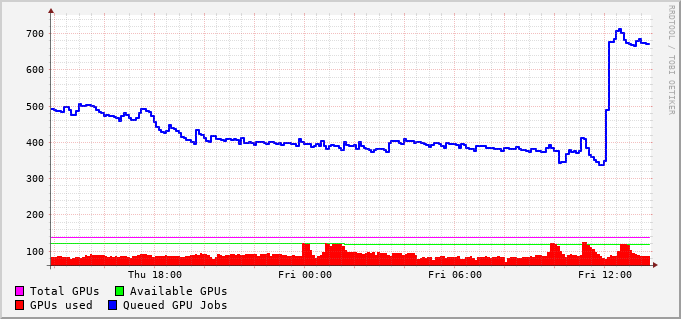 RRDTOOL / TOBI OETIKER
700
600
500
400
300
200
100
Thu 18:00 Fri 00:00 Fri 06:00 Fri 12:00
Total GPUs Available GPUs
GPUs used Queued GPU Jobs